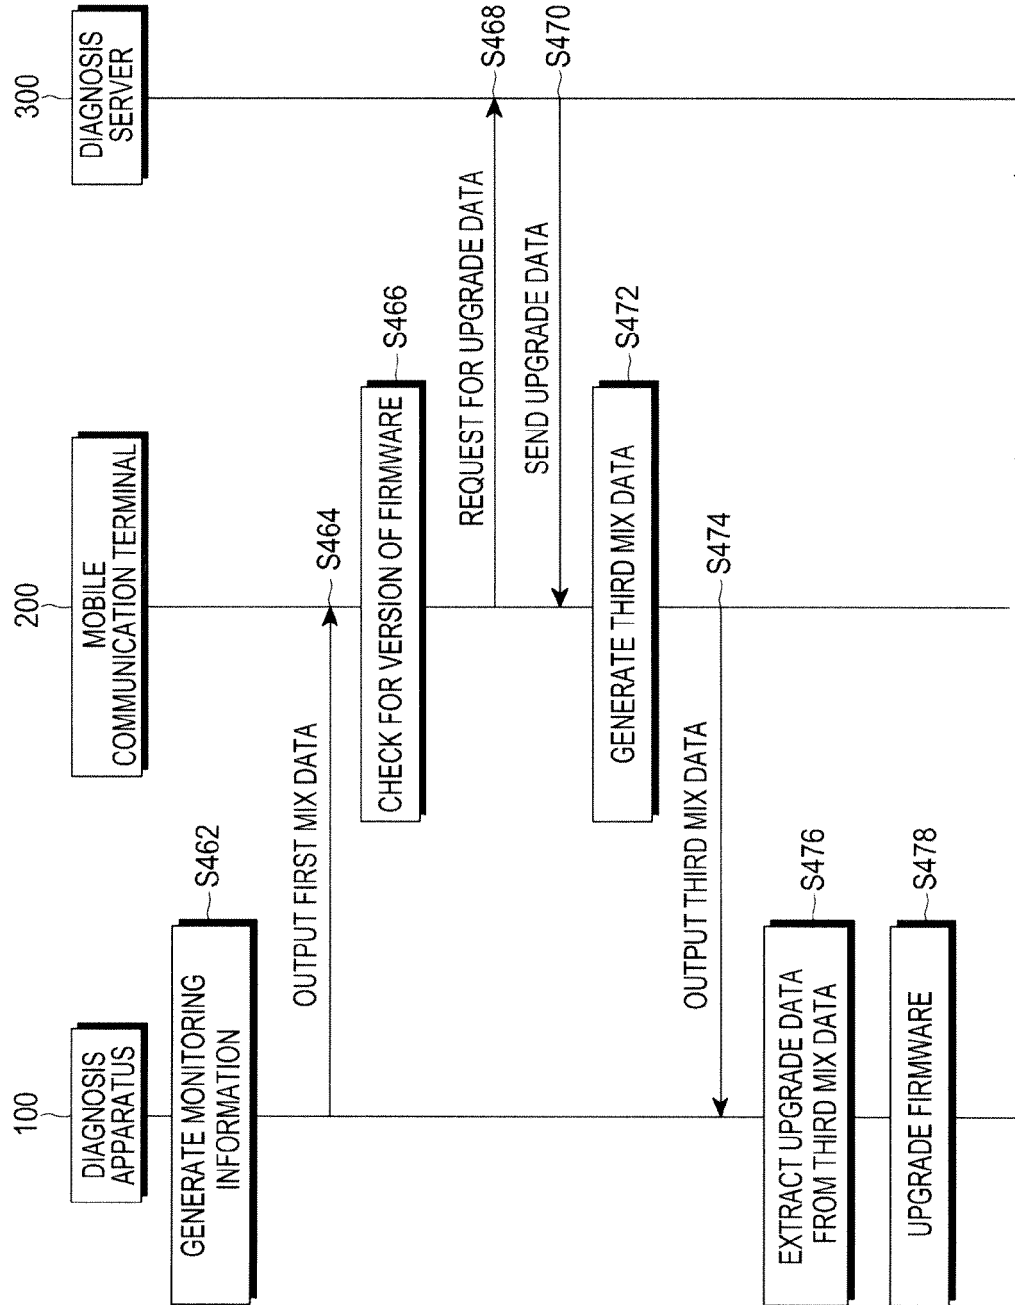 100
DIAGNOSIS
APPARATUS
200
MOBILE
COMMUNICATION TERMINAL
300
DIAGNOSIS
SERVER
GENERATE MONITORING
INFORMATION
S462
OUTPUT FIRST MIX DATA
S464
CHECK FOR VERSION OF FIRMWARE
S466
REQUEST FOR UPGRADE DATA
S468
SEND UPGRADE DATA
S470
GENERATE THIRD MIX DATA
S472
OUTPUT THIRD MIX DATA
S474
EXTRACT UPGRADE DATA
FROM THIRD MIX DATA
S476
UPGRADE FIRMWARE
S478